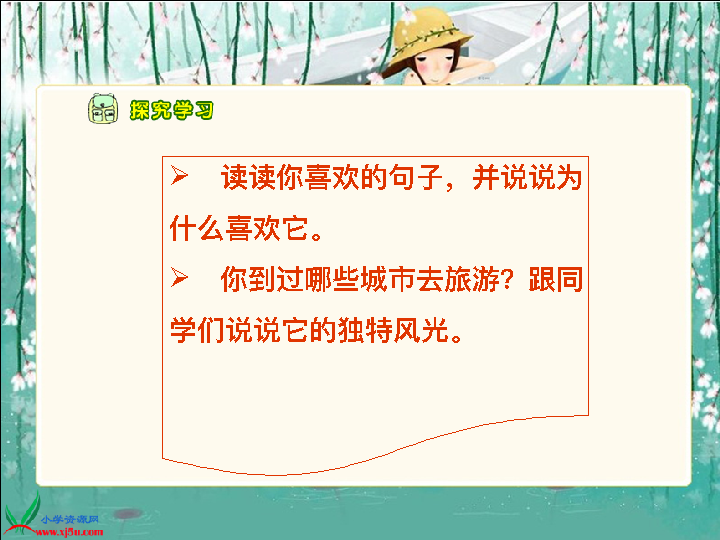 探究学习
➢ 读读你喜欢的句子，并说说为
什么喜欢它。
➢ 你到过哪些城市去旅游？跟同
学们说说它的独特风光。
小学资源网
www.xj5u.com